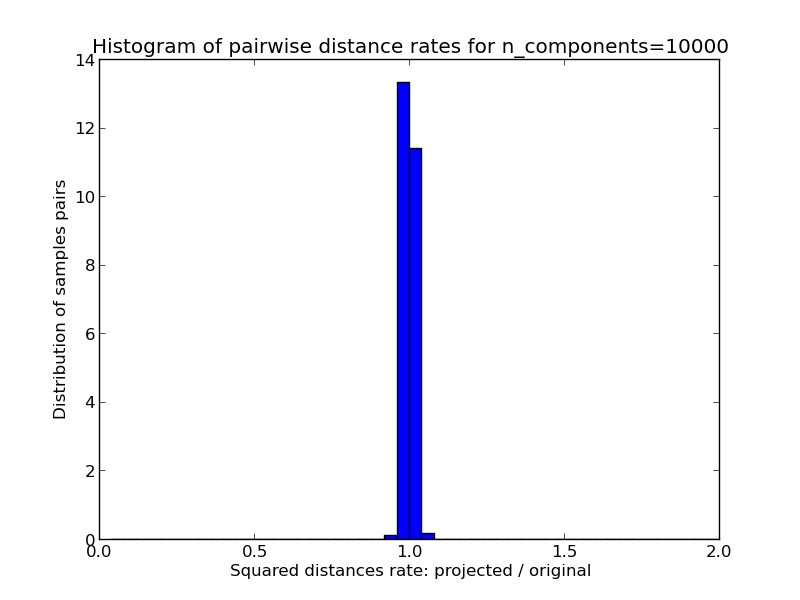 Histogram of pairwise distance rates for n_components=10000
14
12
10
8
6
4
2
0
Distribution of samples pairs
0.0 0.5 1.0 1.5 2.0
Squared distances rate: projected / original